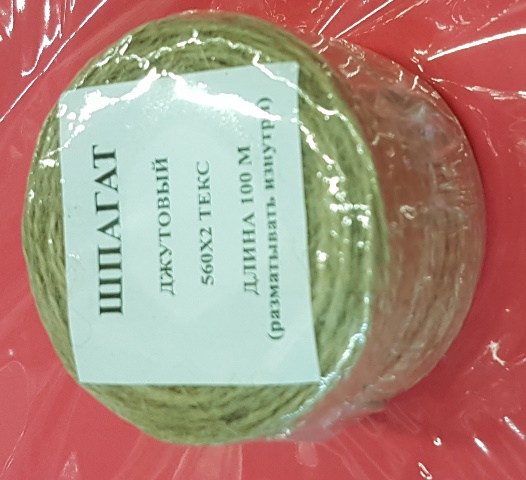 ШПАГАТ
ДЖУТОВЫЙ
560Х2 ТЕКС
ДЛИНА 100 М
(разматывать изнутри)